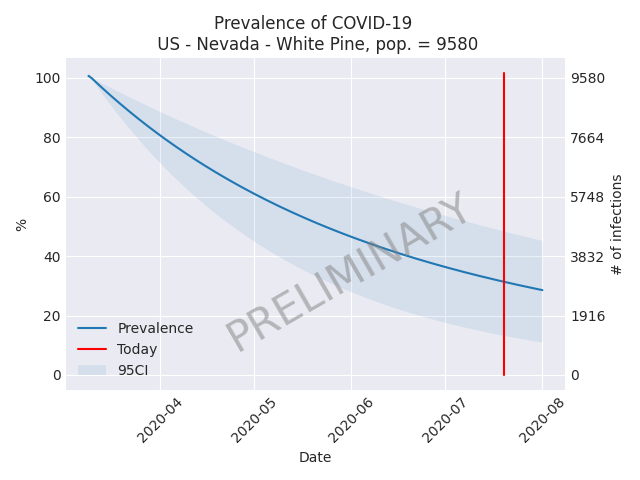 Prevalence of COVID-19
US - Nevada - White Pine, pop. = 9580
100
80
60
40
20
0
%
9580
7664
5748
3832
1916
0
# of infections
PRELIMINARY
Prevalence
Today
95CI
2020-04
2020-05
2020-06
2020-07
2020-08
Date